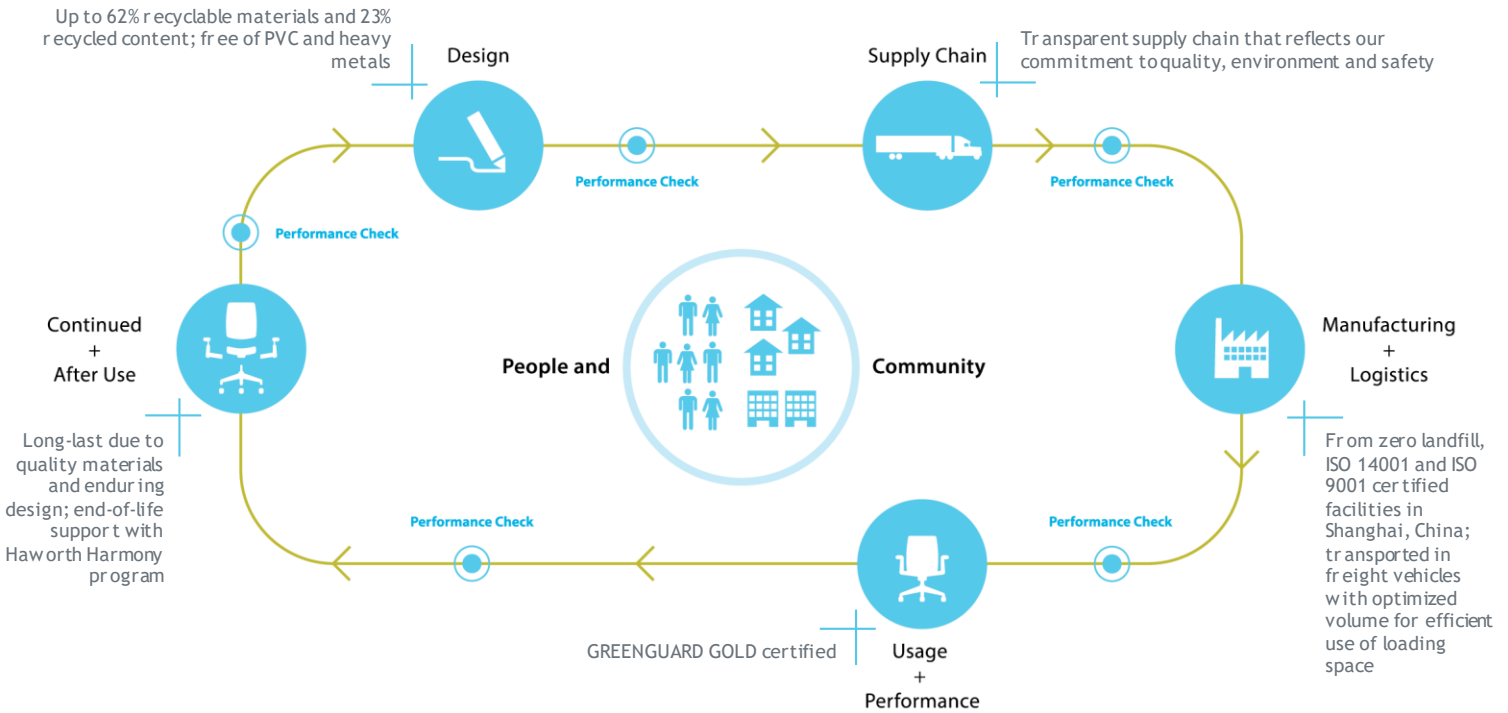 Up to 62% recyclable materials and 23%
recycled content; free of PVC and heavy
metals
Design
Supply Chain
Transparent supply chain that reflects our
commitment to quality, environment and safety
Performance Check
Performance Check
Performance Check
Continued
+
After Use
People and
Community
Manufacturing
+
Logistics
Long-last due to
quality materials
and enduring
design; end-of-life
support with
Haworth Harmony
program
From zero landfill,
ISO 14001 and ISO
9001 certified
facilities in
Shanghai, China;
transported in
freight vehicles
with optimized
volume for efficient
use of loading
space
Performance Check
Performance Check
GREENGUARD GOLD certified
Usage
+
Performance